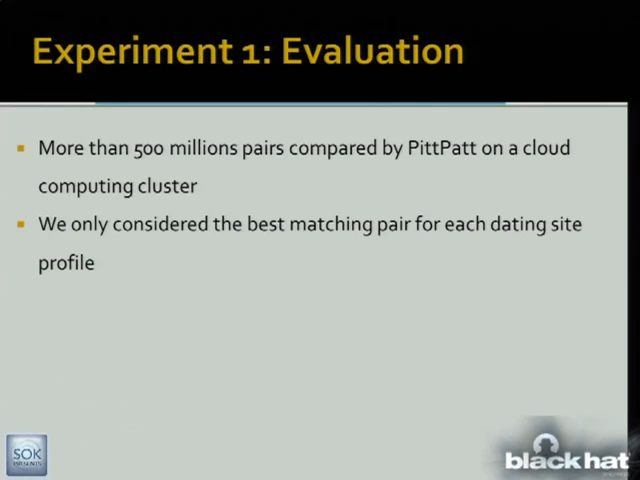 Experiment 1: Evaluation
More than 500 millions pairs compared by PittPatt on a cloud
computing cluster
We only considered the best matching pair for each dating site
profile
SOK
black hat